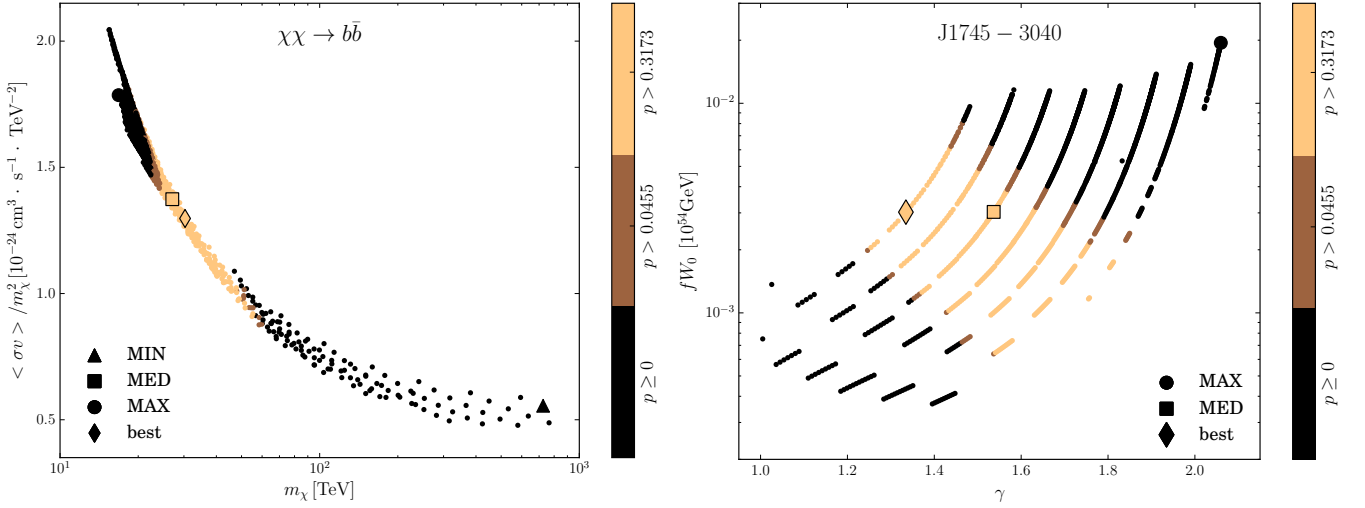 χχ → bb̄
2.0
1.5
1.0
0.5
< σv > /m²χ [10⁻²⁴ cm³ · s⁻¹ · TeV⁻²]
MIN
MED
MAX
best
10¹
10²
10³
mχ [TeV]
p > 0.3173
p > 0.0455
p ≥ 0
J1745 − 3040
10⁻²
10⁻³
fW₀ [10⁵⁴GeV]
MAX
MED
best
1.0 1.2 1.4 1.6 1.8 2.0
γ
p > 0.3173
p > 0.0455
p ≥ 0